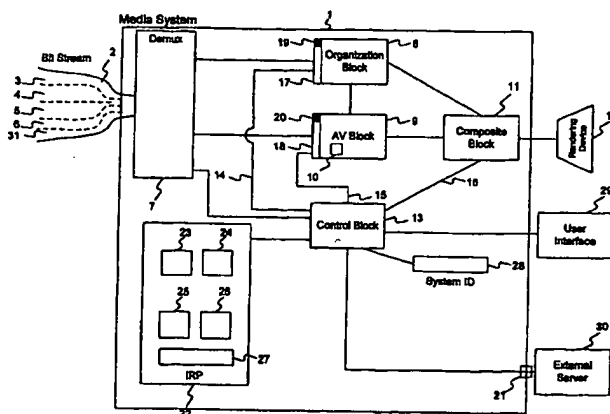 Media System
1
Bit Stream
2
3
4
5
6
31
Demux
7
19
Organization
Block
8
17
20
AV Block
9
18
10
11
Composite
Block
Rendering
Device
14
15
16
Control Block
13
29
User
Interface
28
System ID
23
24
25
26
27
IRP
30
External
Server
21